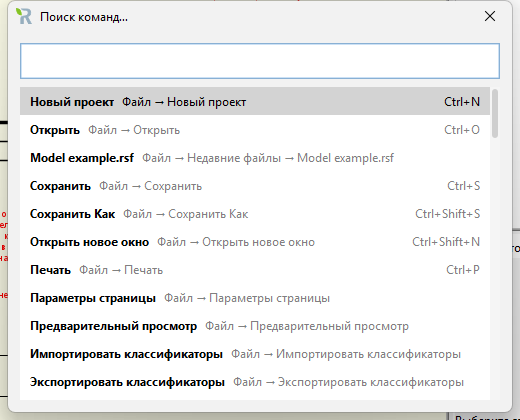 Поиск команд...
Новый проект Файл → Новый проект Ctrl+N
Открыть Файл → Открыть Ctrl+O
Model example.rsf Файл → Недавние файлы → Model example.rsf
Сохранить Файл → Сохранить Ctrl+S
Сохранить Как Файл → Сохранить Как Ctrl+Shift+S
Открыть новое окно Файл → Открыть новое окно Ctrl+Shift+N
Печать Файл → Печать Ctrl+P
Параметры страницы Файл → Параметры страницы
Предварительный просмотр Файл → Предварительный просмотр
Импортировать классификаторы Файл → Импортировать классификаторы
Экспортировать классификаторы Файл → Экспортировать классификаторы